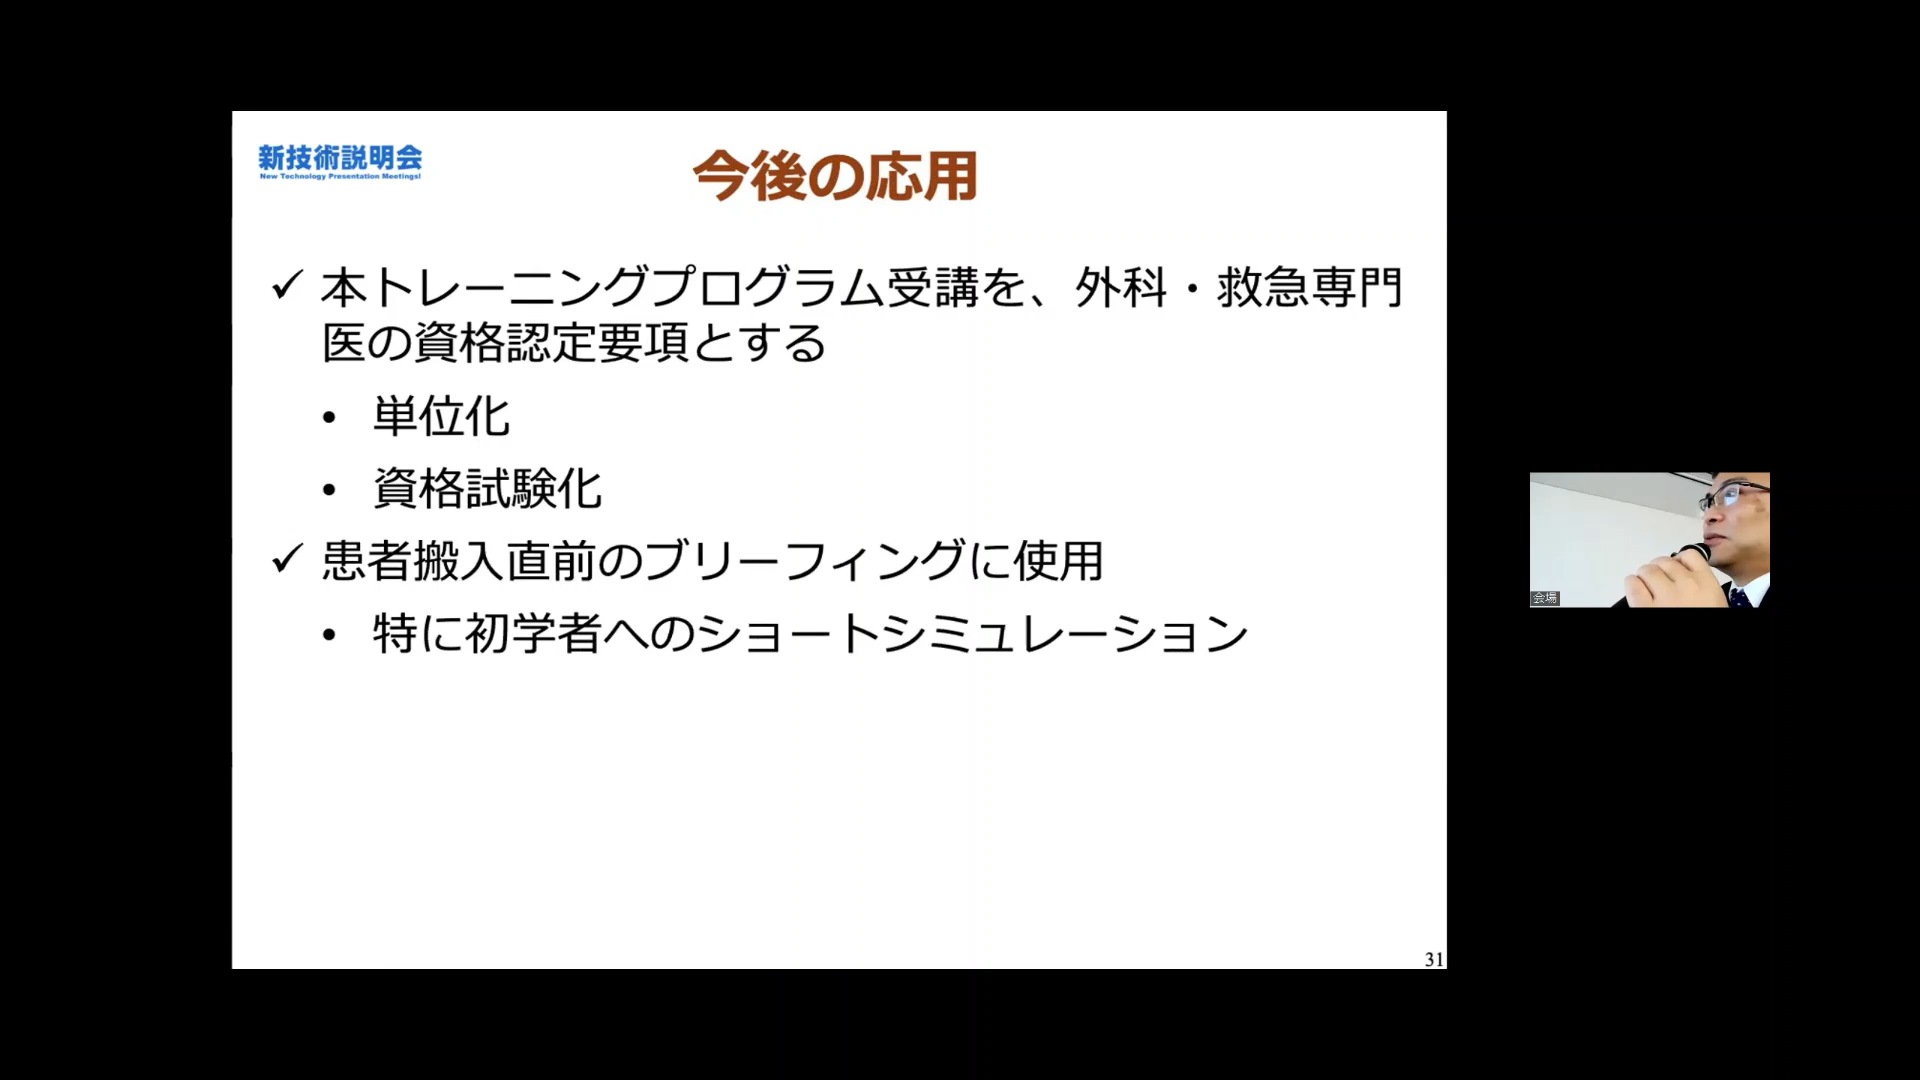 新技術説明会
New Technology Presentation Meetings!
今後の応用
✓ 本トレーニングプログラム受講を、外科・救急専門
医の資格認定要項とする
• 単位化
• 資格試験化
✓ 患者搬入直前のブリーフィングに使用
• 特に初学者へのショートシミュレーション
会場
31